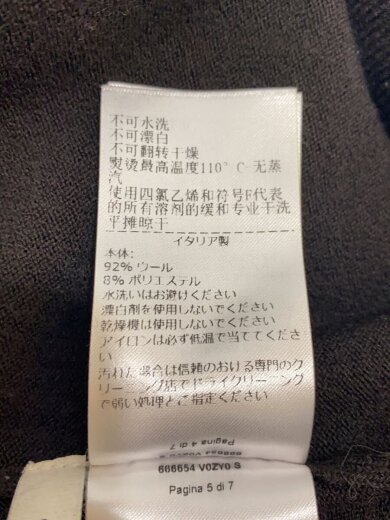 不可水洗
不可漂白
不可翻转干燥
熨烫最高温度110°C-无蒸
汽
使用四氯乙烯和符号F代表
的所有溶剂的缓和专业干洗
平摊晾干
イタリア製
本体:
92% ウール
8% ポリエステル
水洗いはお避けください
漂白剤を使用しないでください
乾燥機は使用しないでください
アイロンは必ず低温で当ててくださ
い
汚れた場合は信頼のおける専門のク
リーニング店でドライクリーニング
で弱い処理とご指定ください
Pagina 4 di 7
666654 V0ZY0 S
666654 V0ZY0 S
Pagina 5 di 7